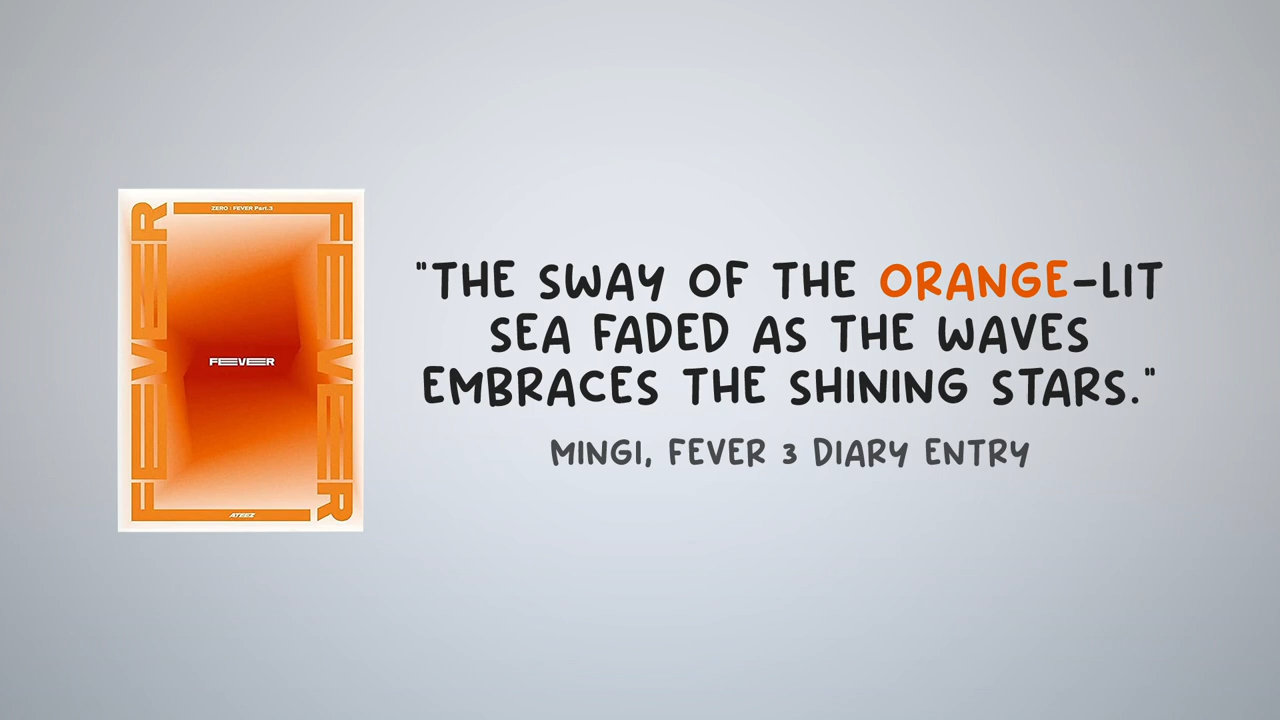 ZERO : FEVER Part.3
FEVER
FEVER
FEVER
ATEEZ
"THE SWAY OF THE ORANGE-LIT
SEA FADED AS THE WAVES
EMBRACES THE SHINING STARS."
MINGI, FEVER 3 DIARY ENTRY